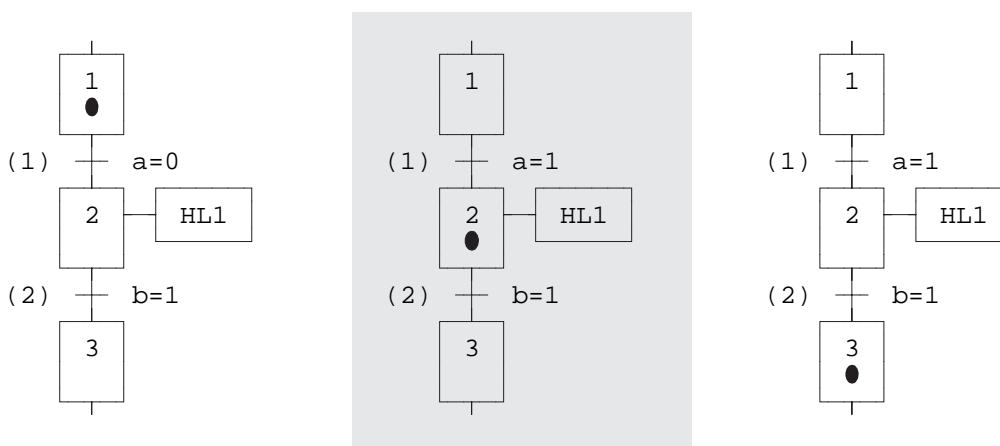 1
(1) a=0
2 HL1
(2) b=1
3
1
(1) a=1
2 HL1
(2) b=1
3
1
(1) a=1
2 HL1
(2) b=1
3